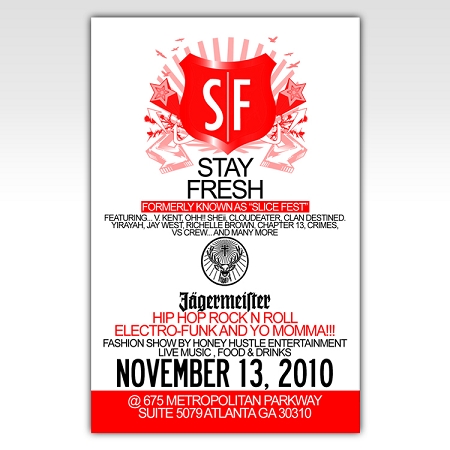 S|F
STAY
FRESH
FORMERLY KNOWN AS "SLICE FEST"
FEATURING... V. KENT, OHH! SHEii, CLOUDEATER, CLAN DESTINED.
YIRAYAH, JAY WEST, RICHELLE BROWN, CHAPTER 13, CRIMES,
VS CREW... AND MANY MORE
Jägermeister
HIP HOP ROCK N ROLL
ELECTRO-FUNK AND YO MOMMA!!!
FASHION SHOW BY HONEY HUSTLE ENTERTAINMENT
LIVE MUSIC , FOOD & DRINKS
NOVEMBER 13, 2010
@ 675 METROPOLITAN PARKWAY
SUITE 5079 ATLANTA GA 30310